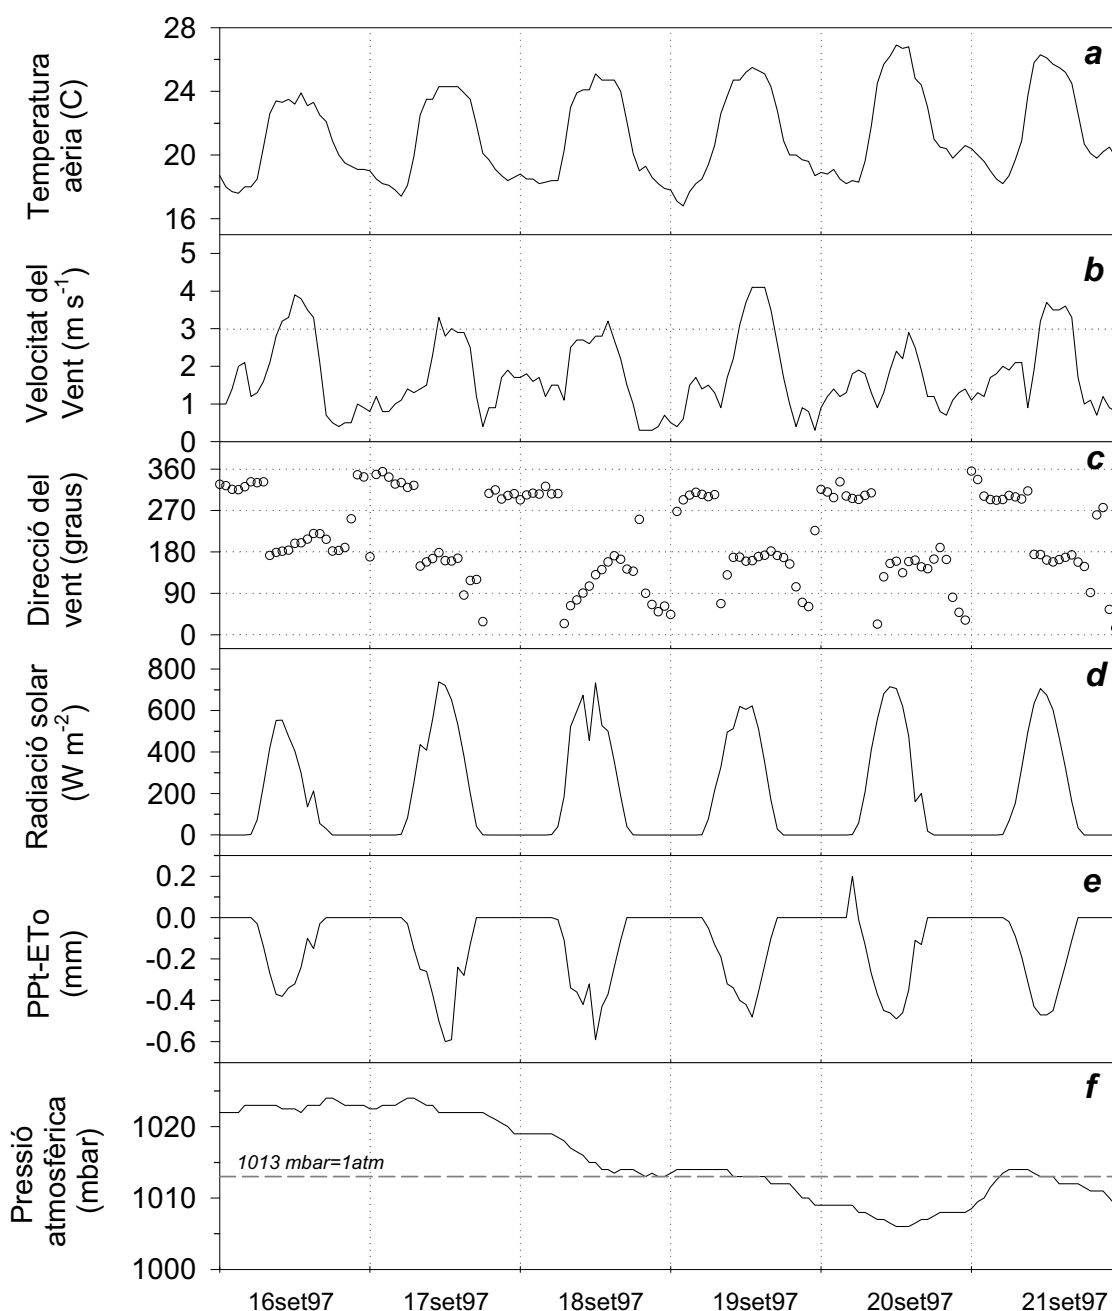 28
24
20
16
Temperatura
aèria (C)
a
5
4
3
2
1
0
Velocitat del
Vent (m s-1)
b
360
270
180
90
0
Direcció del
vent (graus)
c
800
600
400
200
0
Radiació solar
(W m-2)
d
0.2
0.0
-0.2
-0.4
-0.6
PPt-ETo
(mm)
e
1020
1010
1000
Pressió
atmosfèrica
(mbar)
f
1013 mbar=1atm
16set97 17set97 18set97 19set97 20set97 21set97